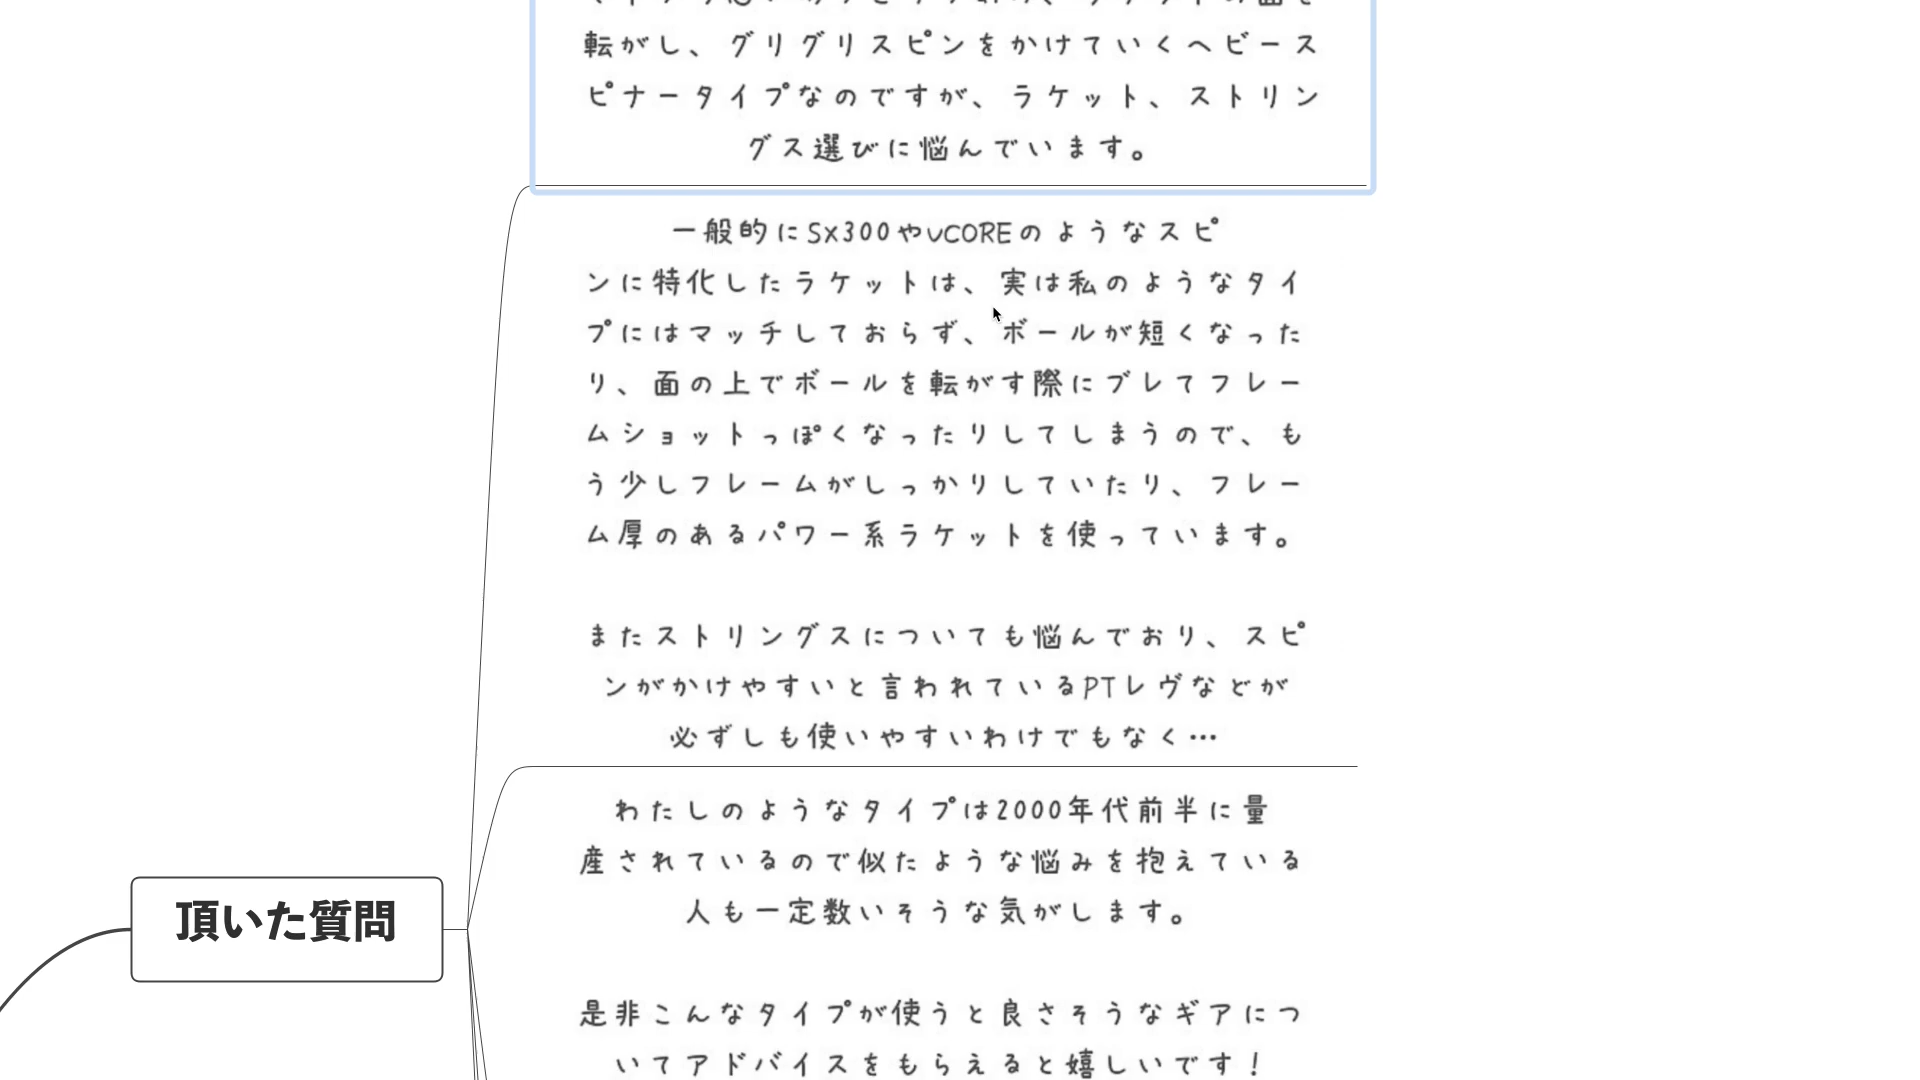 転がし、グリグリスピンをかけていくヘビース
ピナータイプなのですが、ラケット、ストリン
グス選びに悩んでいます。
一般的にSx300やvCOREのようなスピ
ンに特化したラケットは、実は私のようなタイ
プにはマッチしておらず、ボールが短くなった
り、面の上でボールを転がす際にブレてフレー
ムショットっぽくなったりしてしまうので、も
う少しフレームがしっかりしていたり、フレー
ム厚のあるパワー系ラケットを使っています。
またストリングスについても悩んでおり、スピ
ンがかけやすいと言われているPTレヴなどが
必ずしも使いやすいわけでもなく…
わたしのようなタイプは2000年代前半に量
産されているので似たような悩みを抱えている
人も一定数いそうな気がします。
頂いた質問
是非こんなタイプが使うと良さそうなギアについ
いてアドバイスをもらえると嬉しいです！